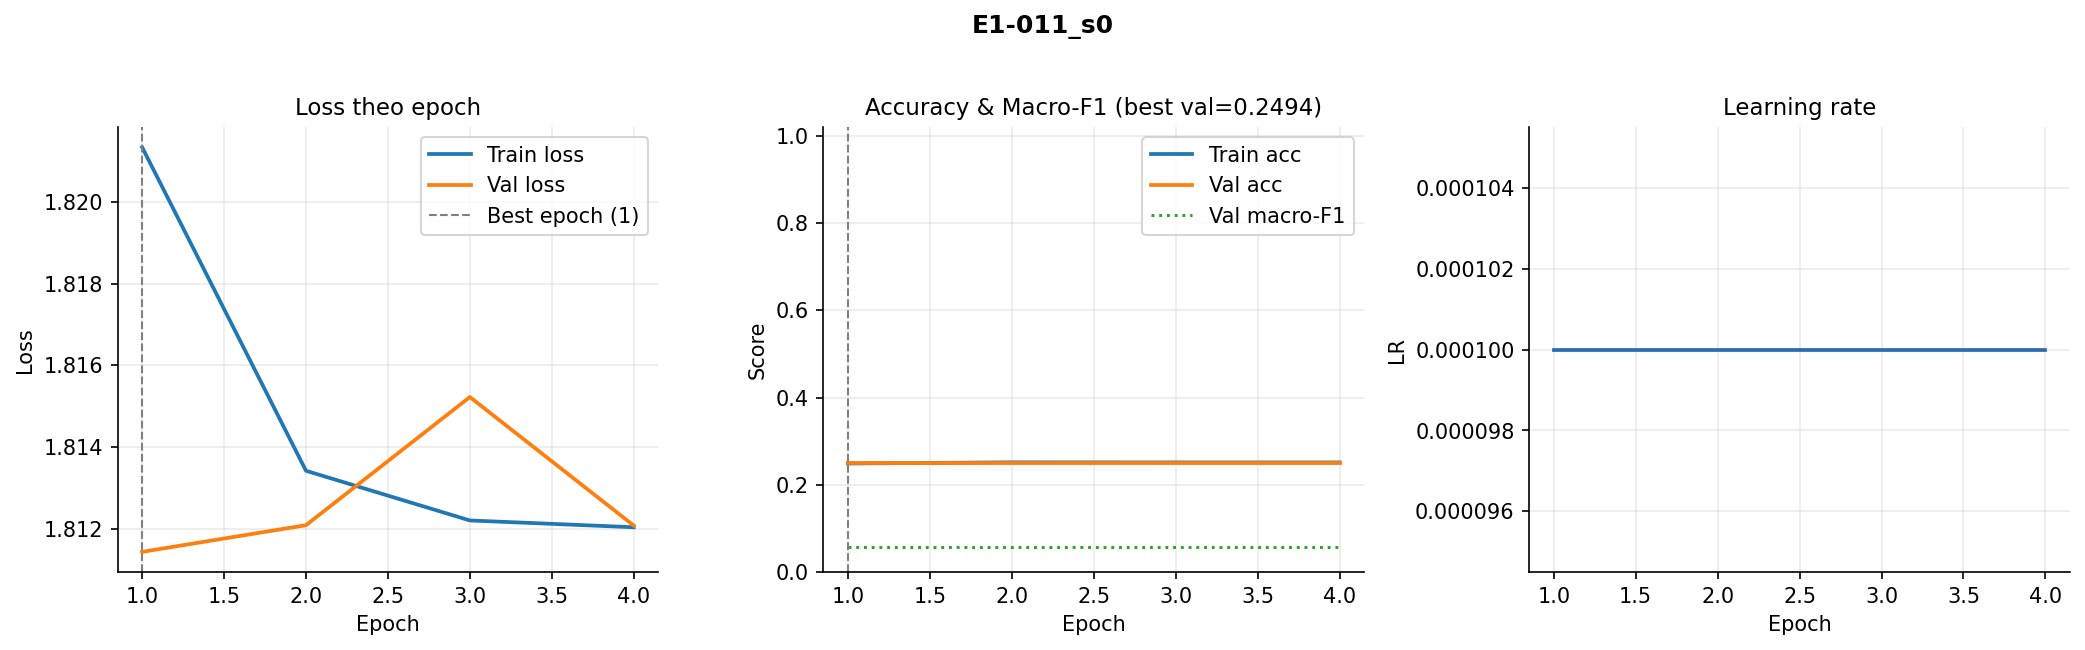 E1-011_s0
Loss theo epoch
Train loss
Val loss
Best epoch (1)
1.820
1.818
1.816
1.814
1.812
Loss
1.0 1.5 2.0 2.5 3.0 3.5 4.0
Epoch
Accuracy & Macro-F1 (best val=0.2494)
Train acc
Val acc
Val macro-F1
1.0
0.8
0.6
0.4
0.2
0.0
Score
1.0 1.5 2.0 2.5 3.0 3.5 4.0
Epoch
Learning rate
0.000104
0.000102
0.000100
0.000098
0.000096
LR
1.0 1.5 2.0 2.5 3.0 3.5 4.0
Epoch